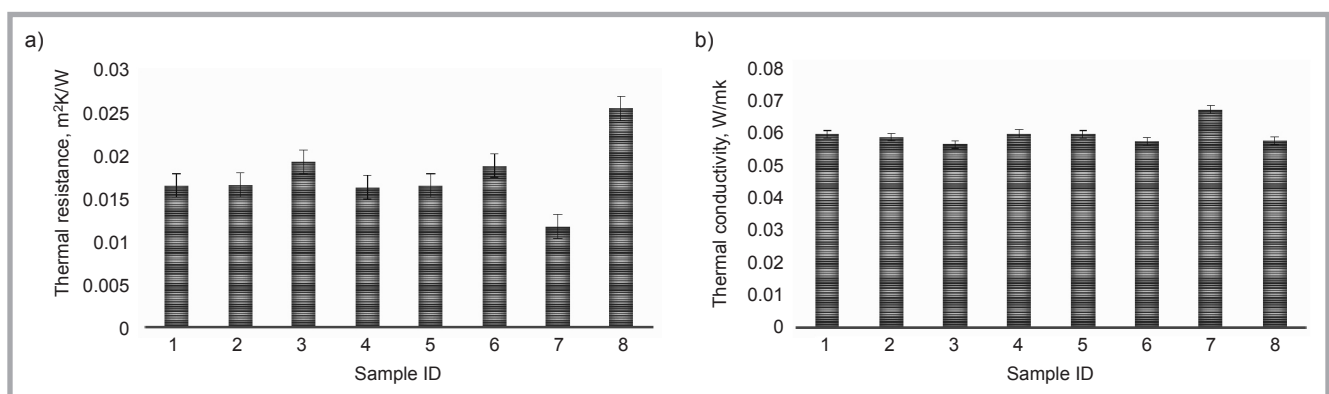 a)
Thermal resistance, m²K/W
0.03
0.025
0.02
0.015
0.01
0.005
0
1 2 3 4 5 6 7 8
Sample ID
b)
Thermal conductivity, W/mk
0.08
0.07
0.06
0.05
0.04
0.03
0.02
0.01
0
1 2 3 4 5 6 7 8
Sample ID